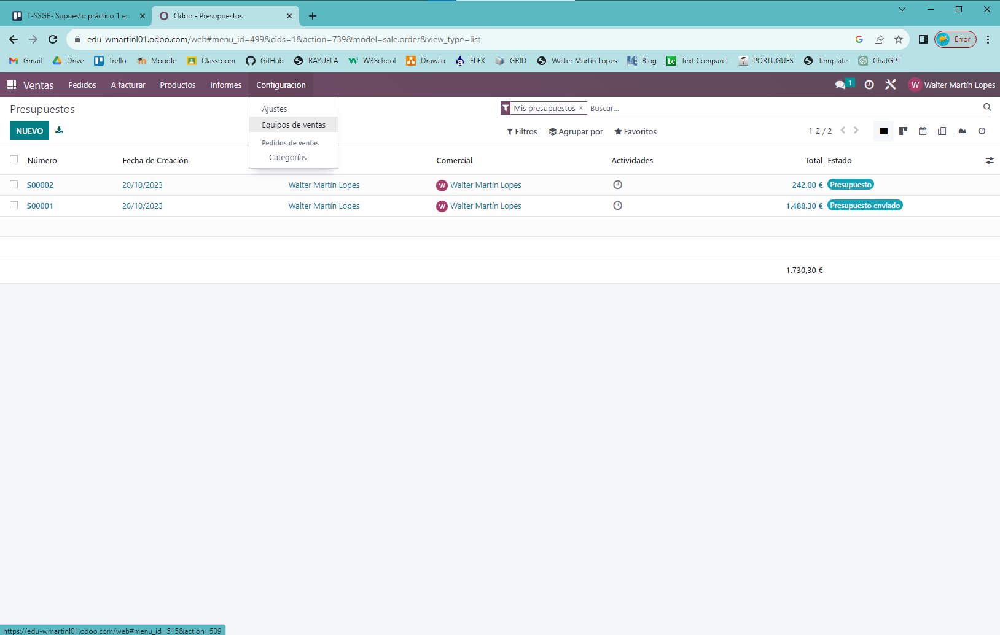 T-SSGE- Supuesto práctico 1 en
Odoo - Presupuestos
edu-wmartinl01.odoo.com/web#menu_id=499&cids=1&action=739&model=sale.order&view_type=list
Error
Gmail Drive Trello Moodle Classroom GitHub RAYUELA W3School Draw.io FLEX GRID Walter Martín Lopes Blog Text Compare! PORTUGUES Template ChatGPT
Ventas Pedidos A facturar Productos Informes Configuración 1 W Walter Martín Lopes
Presupuestos
Ajustes
Mis presupuestos × Buscar...
Equipos de ventas
NUEVO
Filtros Agrupar por Favoritos 1-2 / 2
Pedidos de ventas
Categorías
Número Fecha de Creación Comercial Actividades Total Estado
S00002 20/10/2023 Walter Martín Lopes W Walter Martín Lopes 242,00 € Presupuesto
S00001 20/10/2023 Walter Martín Lopes W Walter Martín Lopes 1.488,30 € Presupuesto enviado
1.730,30 €
https://edu-wmartinl01.odoo.com/web#menu_id=515&action=509